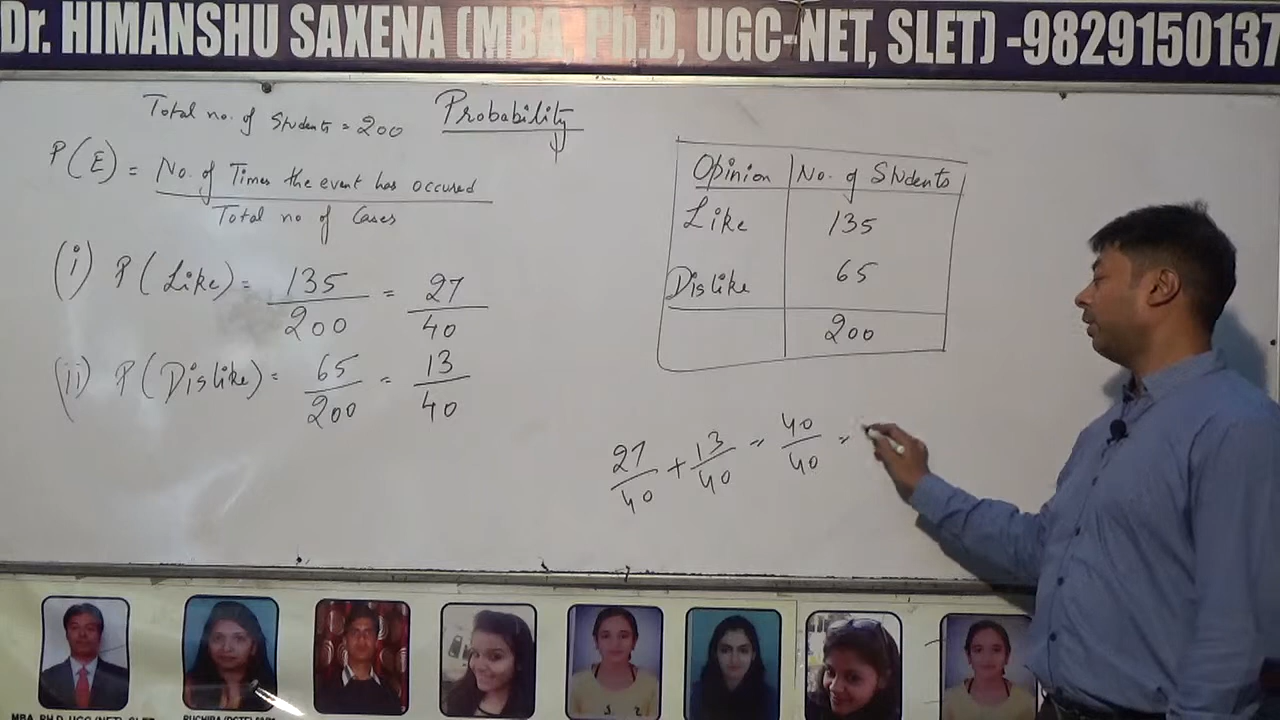 Dr. HIMANSHU SAXENA (MBA, Ph.D, UGC-NET, SLET) -9829150137
Total no. of Students = 200
Probability
P(E) = No. of Times the event has occured
Total no of Cases
(i) P(Like) = 135/200 = 27/40
(ii) P(Dislike) = 65/200 = 13/40
Opinion No. of Students
Like 135
Dislike 65
200
27/40 + 13/40 = 40/40 =